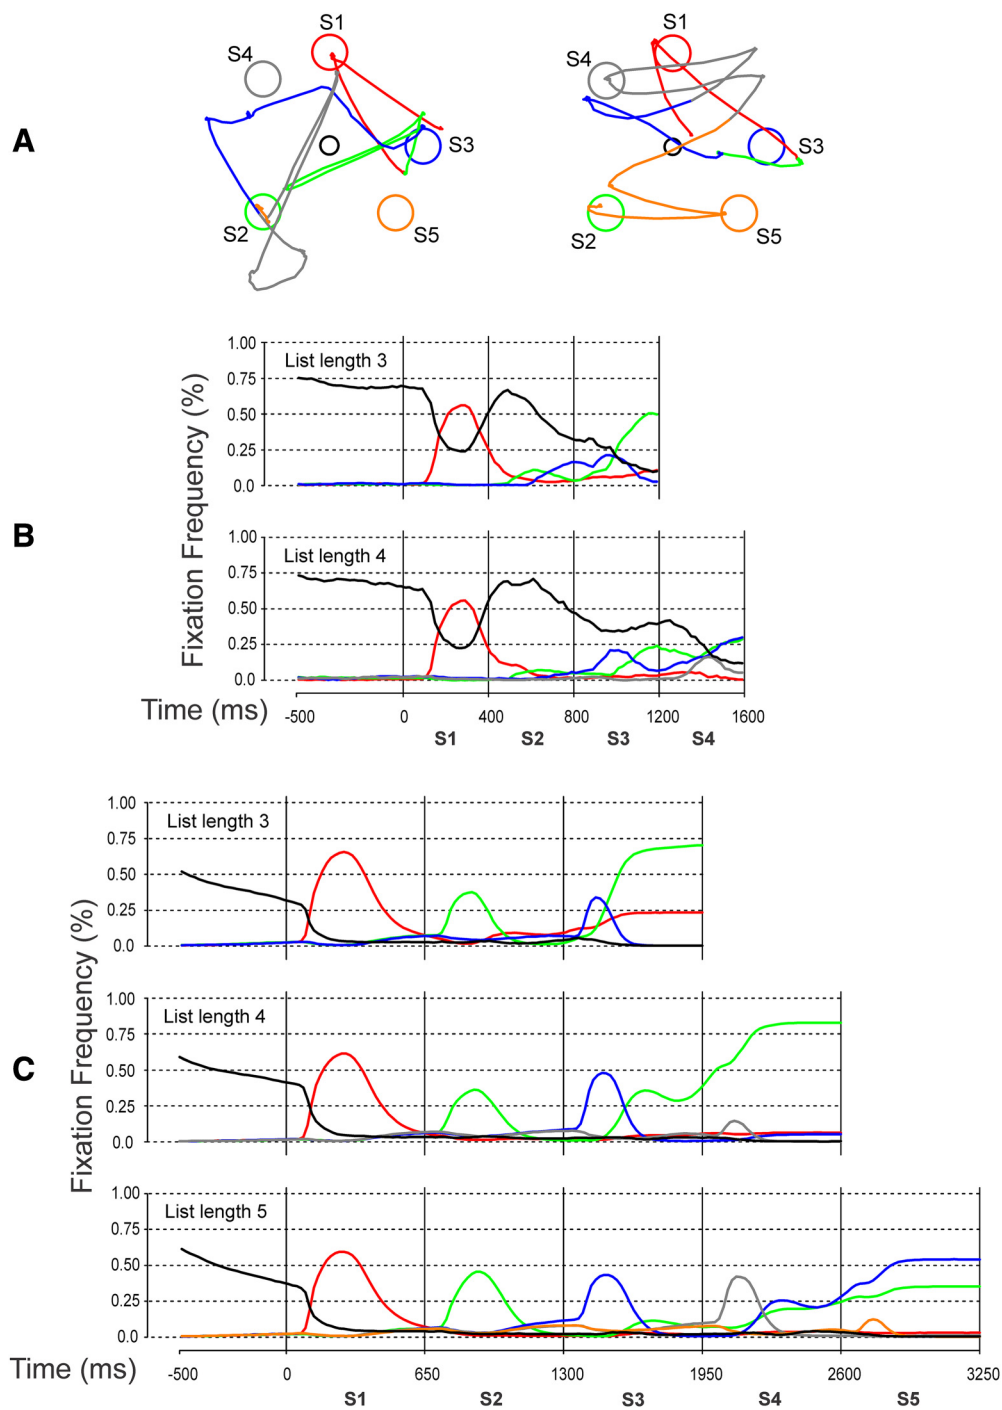 A
S1
S4
S3
S2
S5
S1
S4
S3
S2
S5
B
Fixation Frequency (%)
List length 3
1.00
0.75
0.50
0.25
0.0
List length 4
1.00
0.75
0.50
0.25
0.0
Time (ms)
-500 0 400 800 1200 1600
S1 S2 S3 S4
C
Fixation Frequency (%)
List length 3
1.00
0.75
0.50
0.25
0.0
List length 4
1.00
0.75
0.50
0.25
0.0
List length 5
1.00
0.75
0.50
0.25
0.0
Time (ms)
-500 0 650 1300 1950 2600 3250
S1 S2 S3 S4 S5